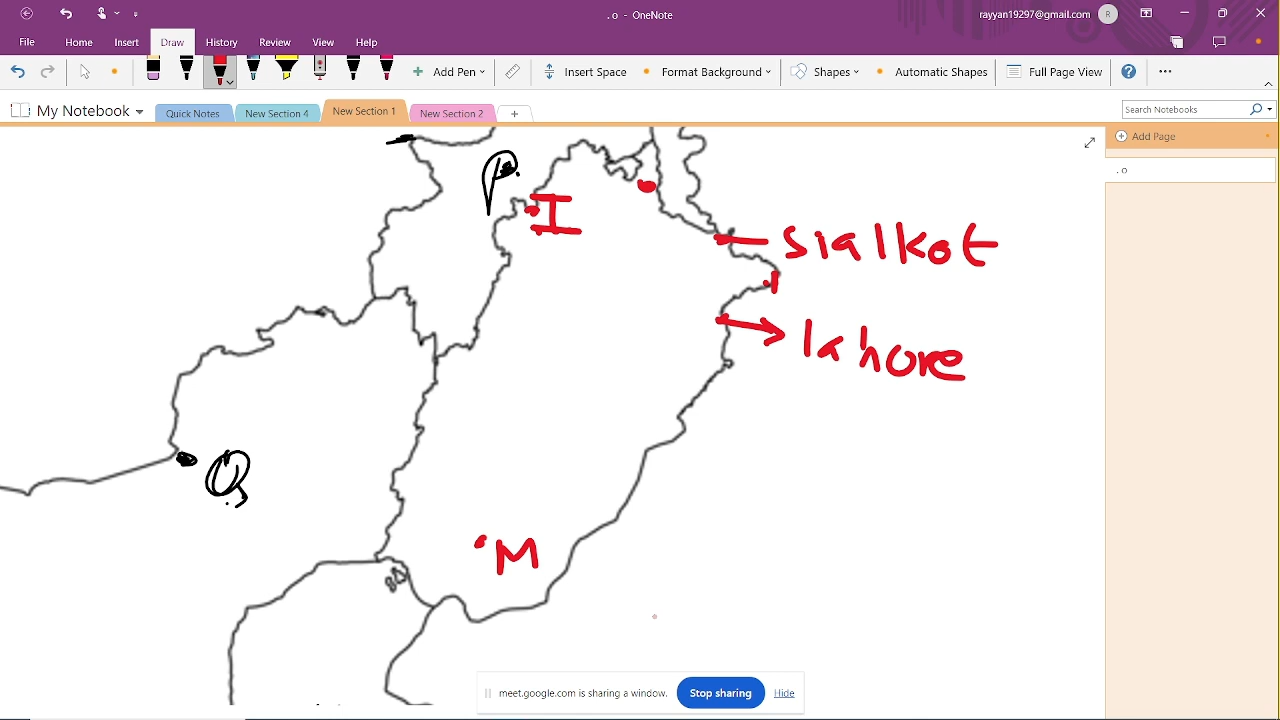 .o - OneNote
rayyan19297@gmail.com R
File Home Insert Draw History Review View Help
Add Pen Insert Space Format Background Shapes Automatic Shapes Full Page View
My Notebook Quick Notes New Section 4 New Section 1 New Section 2 Search Notebooks
Add Page
.o
P.
I
Sialkot
lahore
Q.
M
meet.google.com is sharing a window. Stop sharing Hide